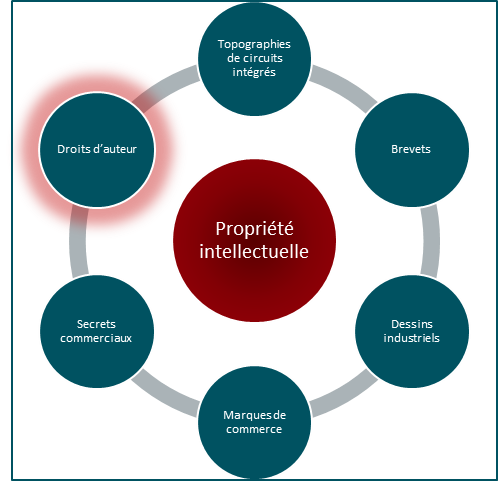 Topographies
de circuits
intégrés
Droits d'auteur
Brevets
Propriété
intellectuelle
Secrets
commerciaux
Dessins
industriels
Marques de
commerce